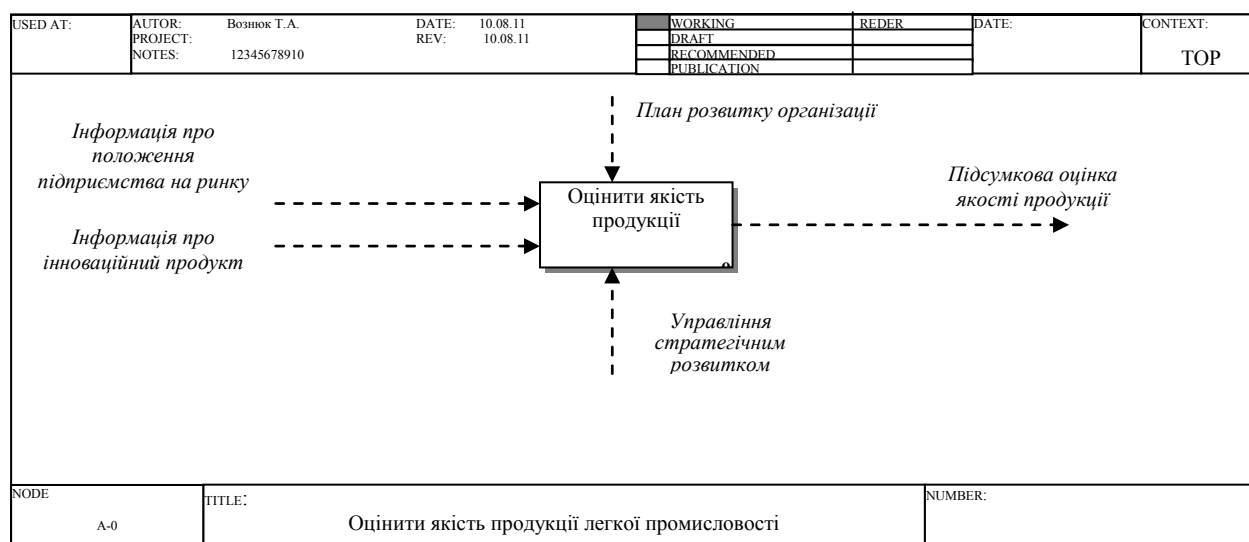 USED AT:
AUTOR: Вознюк Т.А. DATE: 10.08.11
PROJECT: REV: 10.08.11
NOTES: 12345678910
WORKING REDER
DRAFT
RECOMMENDED
PUBLICATION
DATE:
CONTEXT:
TOP
План розвитку організації
Інформація про
положення
підприємства на ринку
Інформація про
інноваційний продукт
Оцінити якість
продукції
Підсумкова оцінка
якості продукції
Управління
стратегічним
розвитком
NODE
A-0
TITLE:
Оцінити якість продукції легкої промисловості
NUMBER: